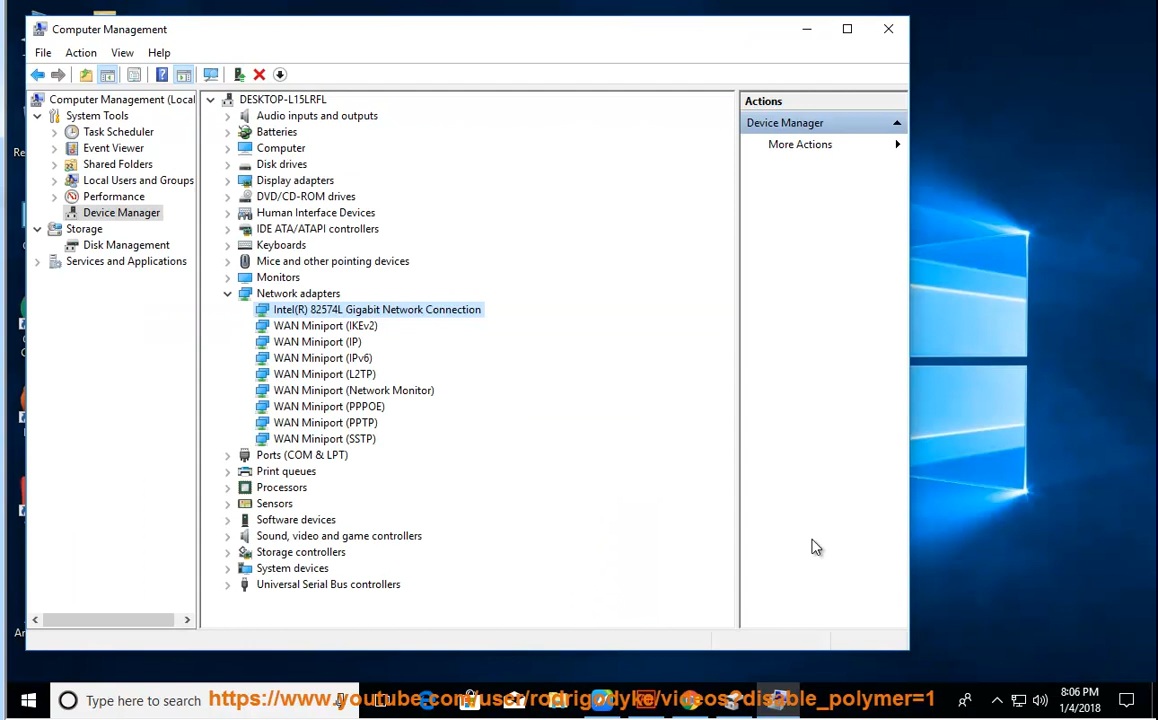 Computer Management
File Action View Help
Computer Management (Local
System Tools
Task Scheduler
Event Viewer
Shared Folders
Local Users and Groups
Performance
Device Manager
Storage
Disk Management
Services and Applications
DESKTOP-L15LRFL
Audio inputs and outputs
Batteries
Computer
Disk drives
Display adapters
DVD/CD-ROM drives
Human Interface Devices
IDE ATA/ATAPI controllers
Keyboards
Mice and other pointing devices
Monitors
Network adapters
Intel(R) 82574L Gigabit Network Connection
WAN Miniport (IKEv2)
WAN Miniport (IP)
WAN Miniport (IPv6)
WAN Miniport (L2TP)
WAN Miniport (Network Monitor)
WAN Miniport (PPPOE)
WAN Miniport (PPTP)
WAN Miniport (SSTP)
Ports (COM & LPT)
Print queues
Processors
Sensors
Software devices
Sound, video and game controllers
Storage controllers
System devices
Universal Serial Bus controllers
Actions
Device Manager
More Actions
Type here to search
8:06 PM
1/4/2018